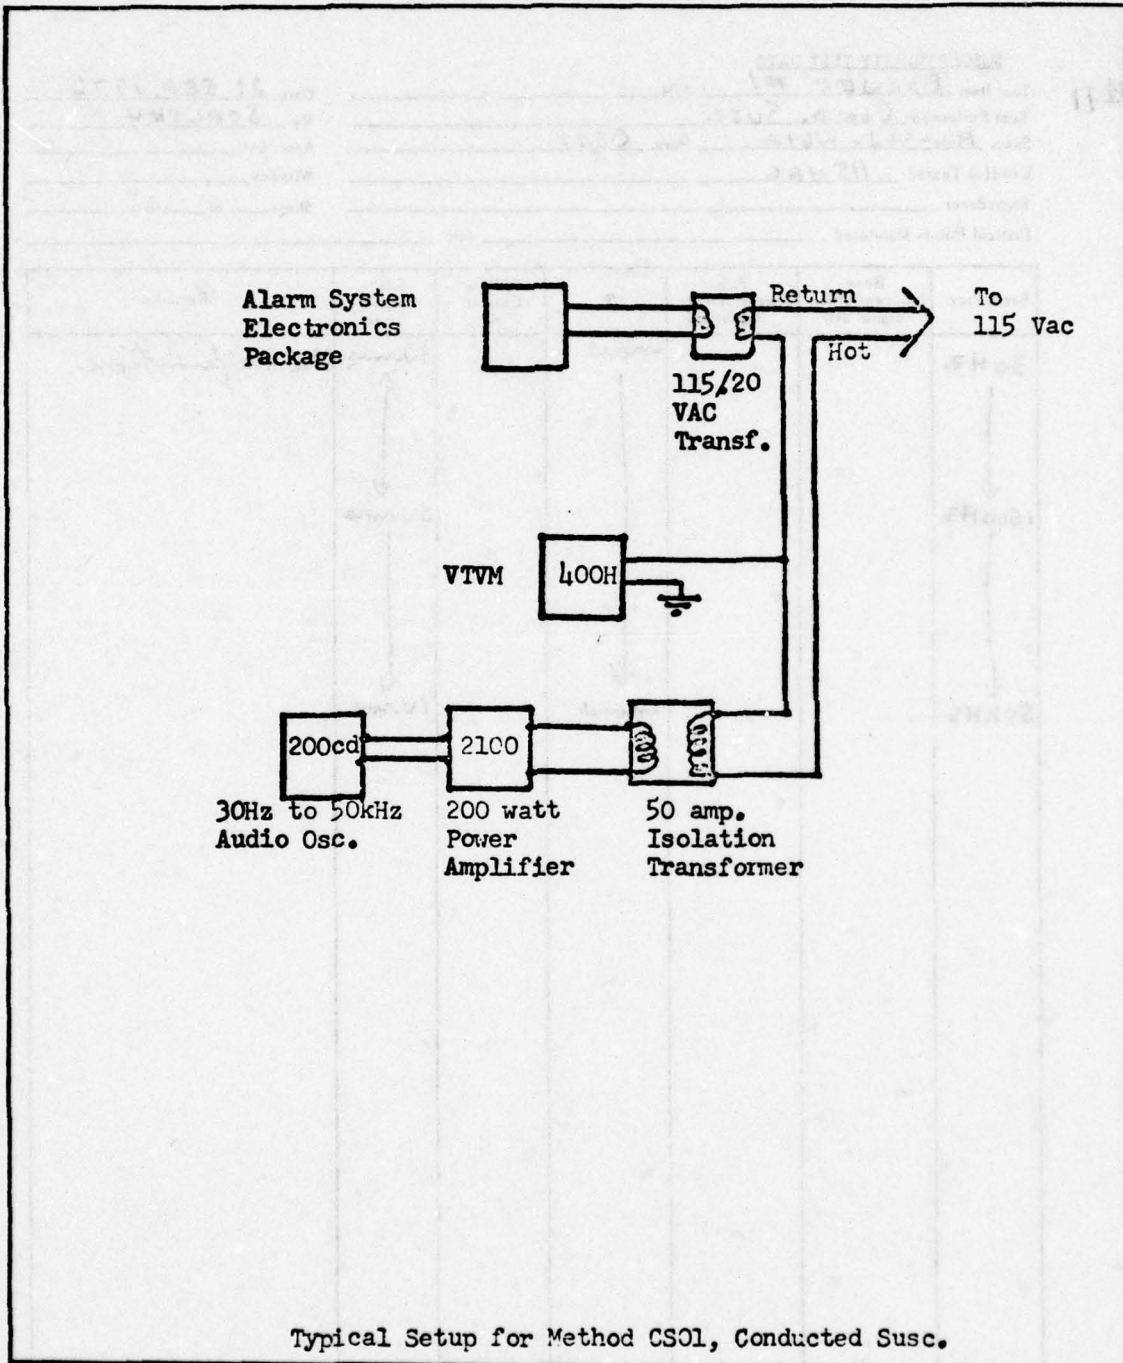 Alarm System
Electronics
Package
Return
To
115 Vac
Hot
115/20
VAC
Transf.
VTVM
400H
200cd
2100
30Hz to 50kHz
Audio Osc.
200 watt
Power
Amplifier
50 amp.
Isolation
Transformer
Typical Setup for Method CS01, Conducted Susc.